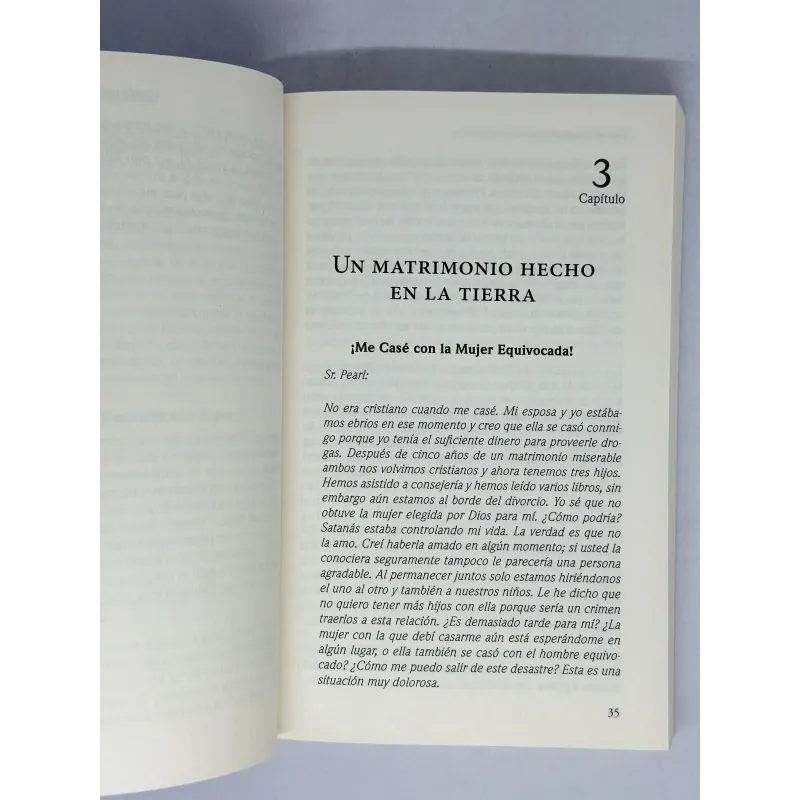 3
Capítulo
Un matrimonio hecho
en la tierra
¡Me Casé con la Mujer Equivocada!
Sr. Pearl:
No era cristiano cuando me casé. Mi esposa y yo estába-
mos ebrios en ese momento y creo que ella se casó conmi-
go porque yo tenía el suficiente dinero para proveerle dro-
gas. Después de cinco años de un matrimonio miserable
ambos nos volvimos cristianos y ahora tenemos tres hijos.
Hemos asistido a consejería y hemos leído varios libros, sin
embargo aún estamos al borde del divorcio. Yo sé que no
obtuve la mujer elegida por Dios para mí. ¿Cómo podría?
Satanás estaba controlando mi vida. La verdad es que no
la amo. Creí haberla amado en algún momento; si usted la
conociera seguramente tampoco le parecería una persona
agradable. Al permanecer juntos solo estamos hiriéndonos
el uno al otro y también a nuestros niños. Le he dicho que
no quiero tener más hijos con ella porque sería un crimen
traerlos a esta relación. ¿Es demasiado tarde para mí? ¿La
mujer con la que debí casarme aún está esperándome en
algún lugar, o ella también se casó con el hombre equivo-
cado? ¿Cómo me puedo salir de este desastre? Esta es una
situación muy dolorosa.
35